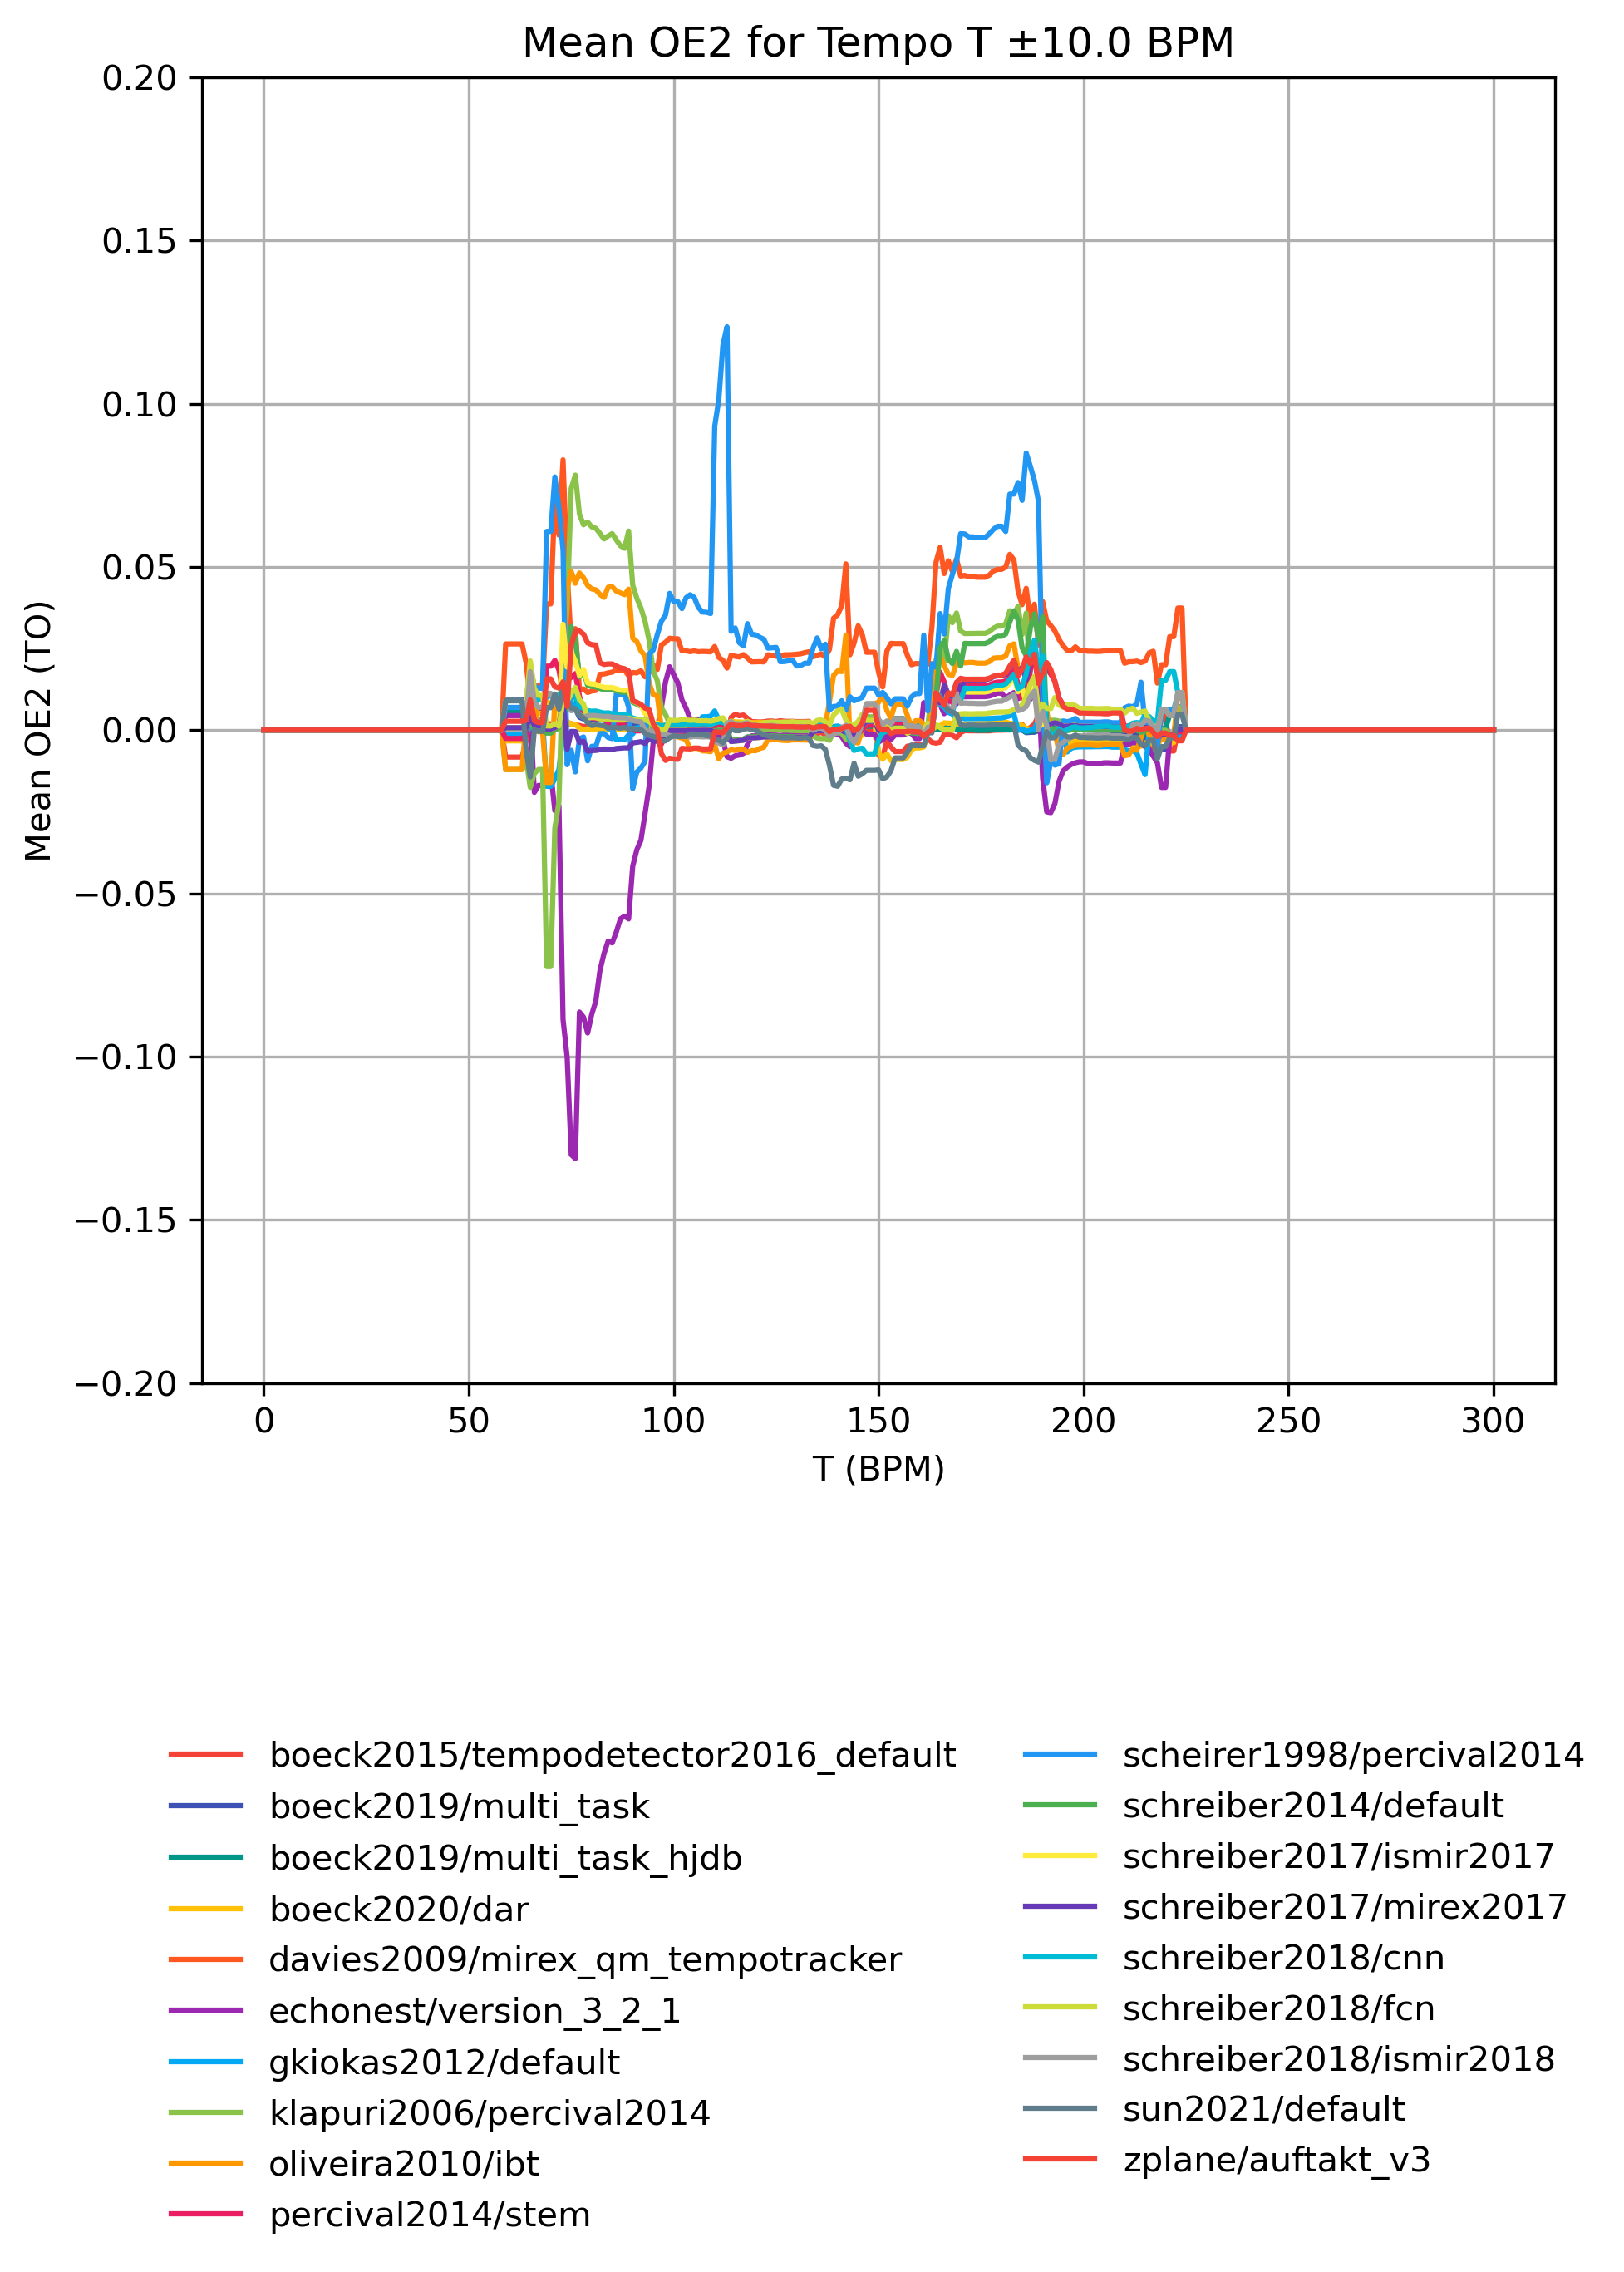 Mean OE2 for Tempo T ±10.0 BPM
0.20
0.15
0.10
0.05
0.00
−0.05
−0.10
−0.15
−0.20
Mean OE2 (TO)
0 50 100 150 200 250 300
T (BPM)
boeck2015/tempodetector2016_default
boeck2019/multi_task
boeck2019/multi_task_hjdb
boeck2020/dar
davies2009/mirex_qm_tempotracker
echonest/version_3_2_1
gkiokas2012/default
klapuri2006/percival2014
oliveira2010/ibt
percival2014/stem
scheirer1998/percival2014
schreiber2014/default
schreiber2017/ismir2017
schreiber2017/mirex2017
schreiber2018/cnn
schreiber2018/fcn
schreiber2018/ismir2018
sun2021/default
zplane/auftakt_v3